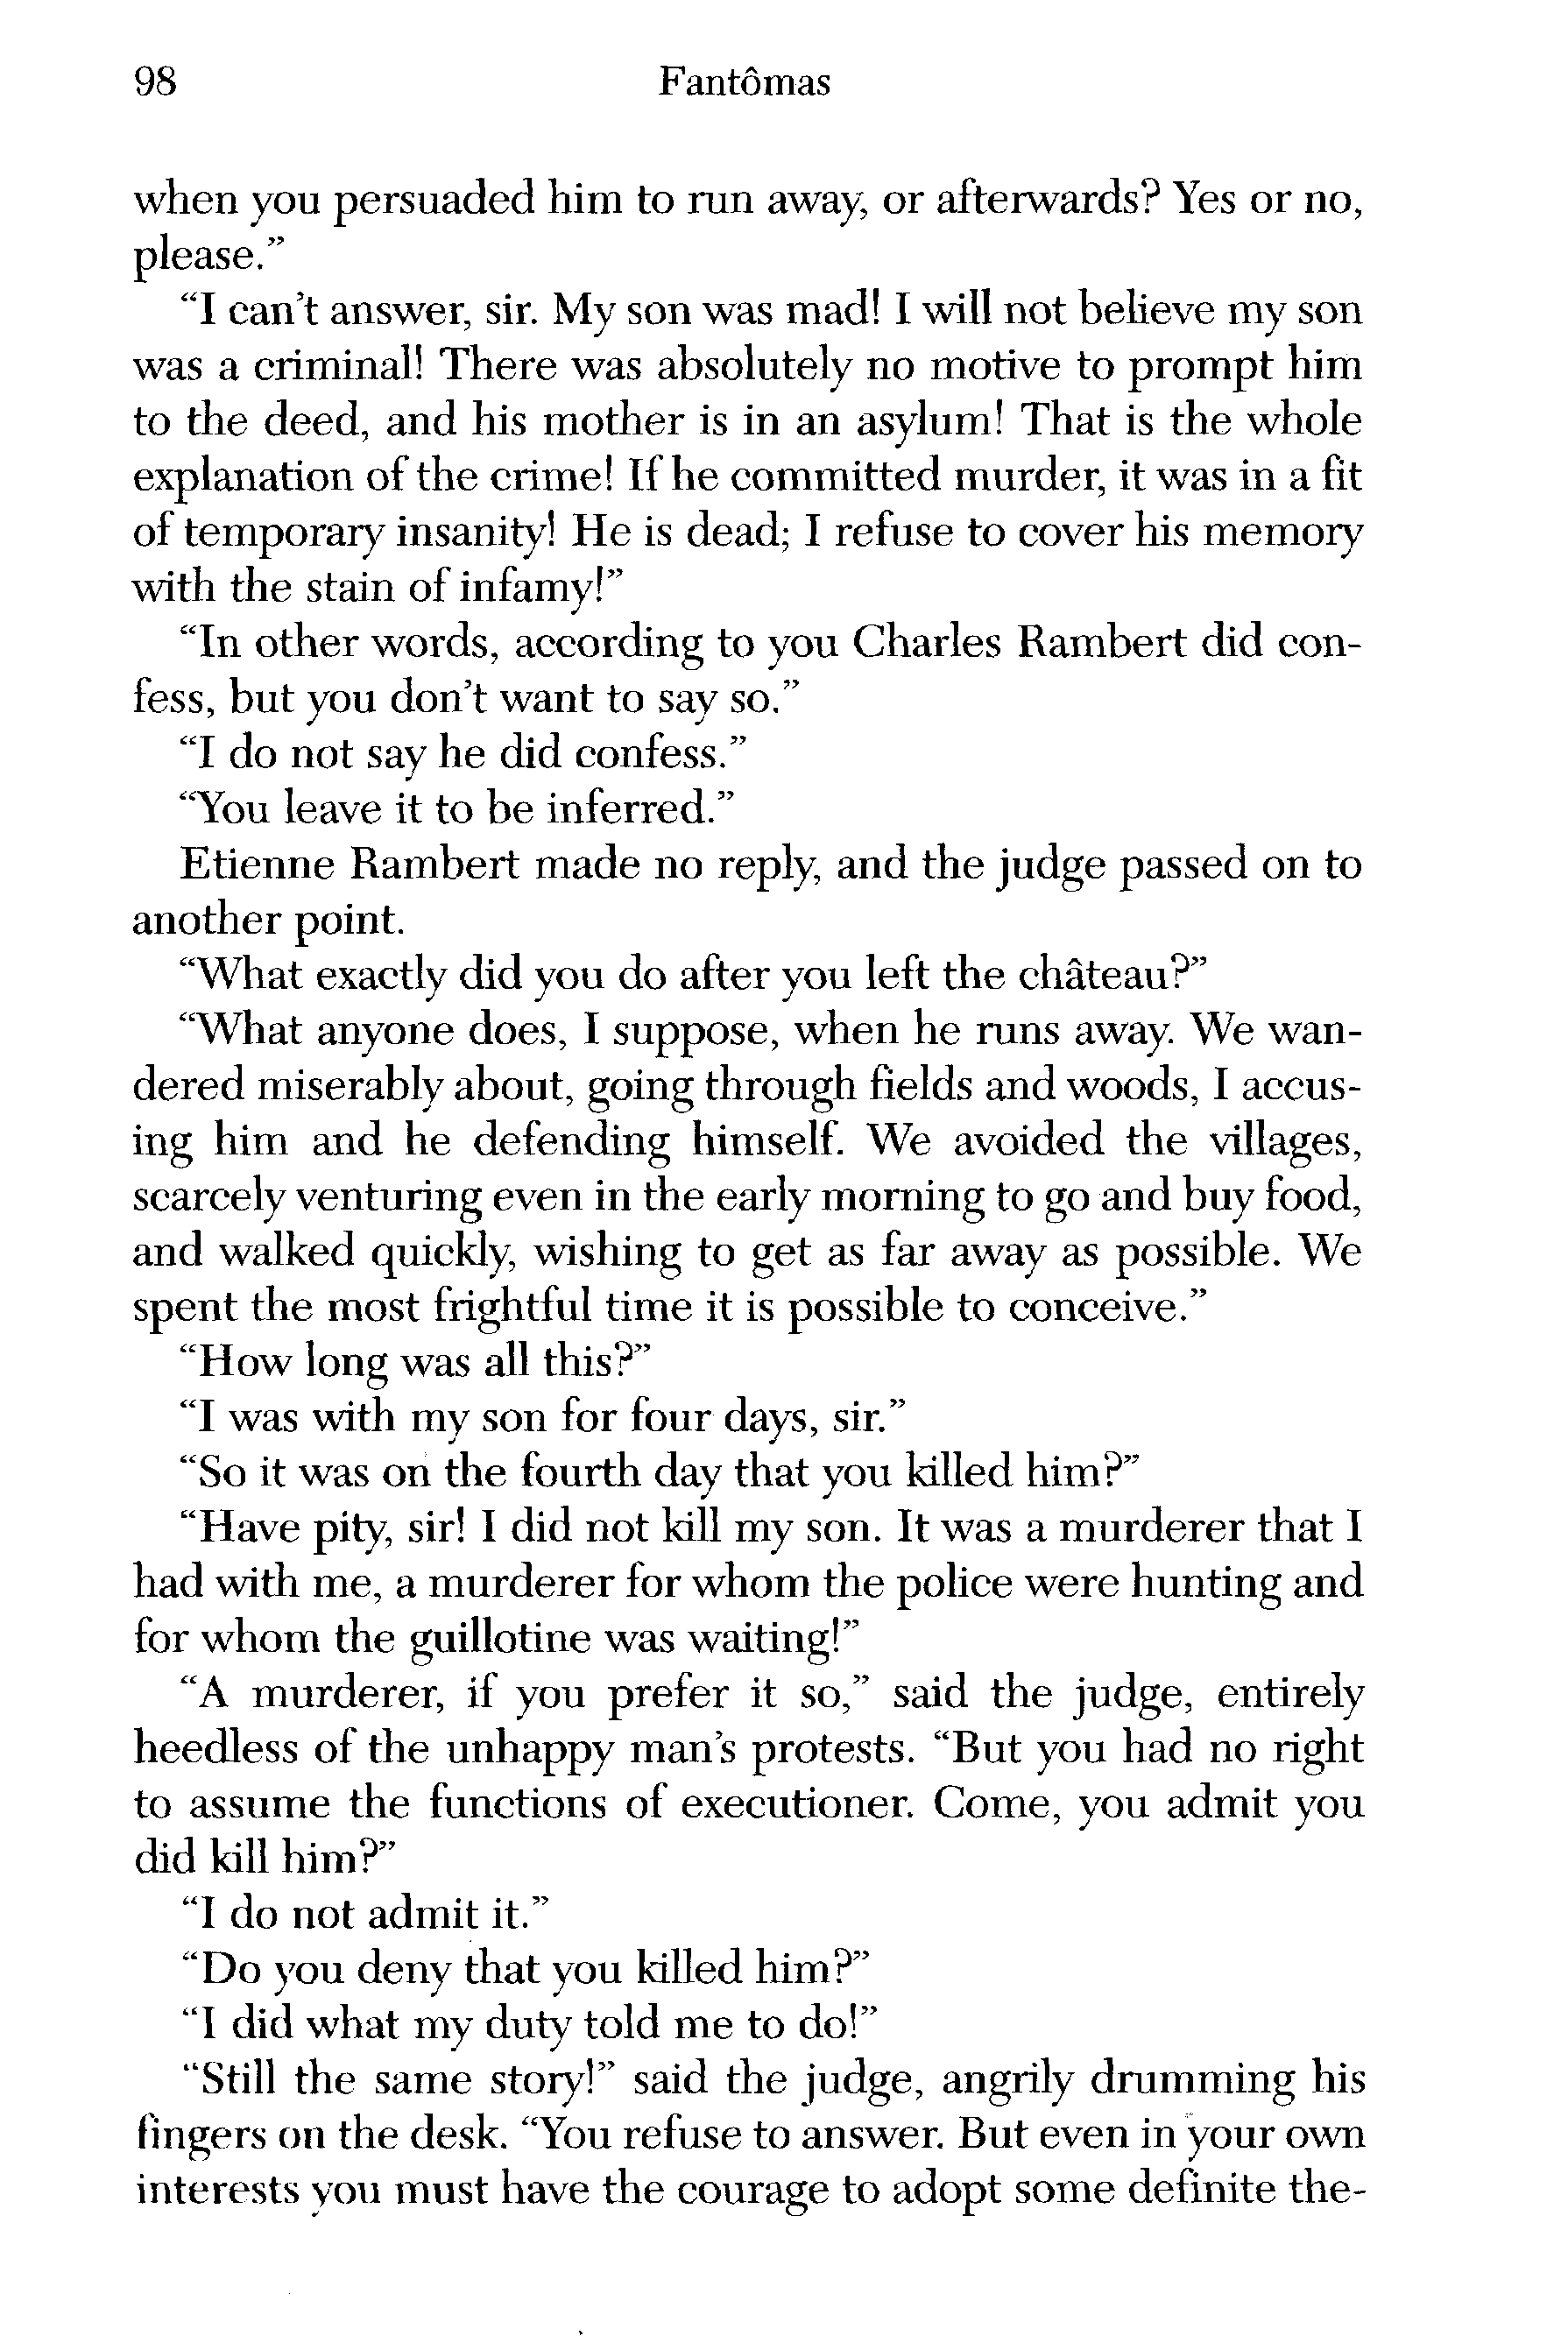 98 Fantômas
when you persuaded him to run away, or afterwards? Yes or no,
please.”
“I can’t answer, sir. My son was mad! I will not believe my son
was a criminal! There was absolutely no motive to prompt him
to the deed, and his mother is in an asylum! That is the whole
explanation of the crime! If he committed murder, it was in a fit
of temporary insanity! He is dead; I refuse to cover his memory
with the stain of infamy!”
“In other words, according to you Charles Rambert did con-
fess, but you don’t want to say so.”
“I do not say he did confess.”
“You leave it to be inferred.”
Etienne Rambert made no reply, and the judge passed on to
another point.
“What exactly did you do after you left the château?”
“What anyone does, I suppose, when he runs away. We wan-
dered miserably about, going through fields and woods, I accus-
ing him and he defending himself. We avoided the villages,
scarcely venturing even in the early morning to go and buy food,
and walked quickly, wishing to get as far away as possible. We
spent the most frightful time it is possible to conceive.”
“How long was all this?”
“I was with my son for four days, sir.”
“So it was on the fourth day that you killed him?”
“Have pity, sir! I did not kill my son. It was a murderer that I
had with me, a murderer for whom the police were hunting and
for whom the guillotine was waiting!”
“A murderer, if you prefer it so,” said the judge, entirely
heedless of the unhappy man’s protests. “But you had no right
to assume the functions of executioner. Come, you admit you
did kill him?”
“I do not admit it.”
“Do you deny that you killed him?”
“I did what my duty told me to do!”
“Still the same story!” said the judge, angrily drumming his
fingers on the desk. “You refuse to answer. But even in your own
interests you must have the courage to adopt some definite the-